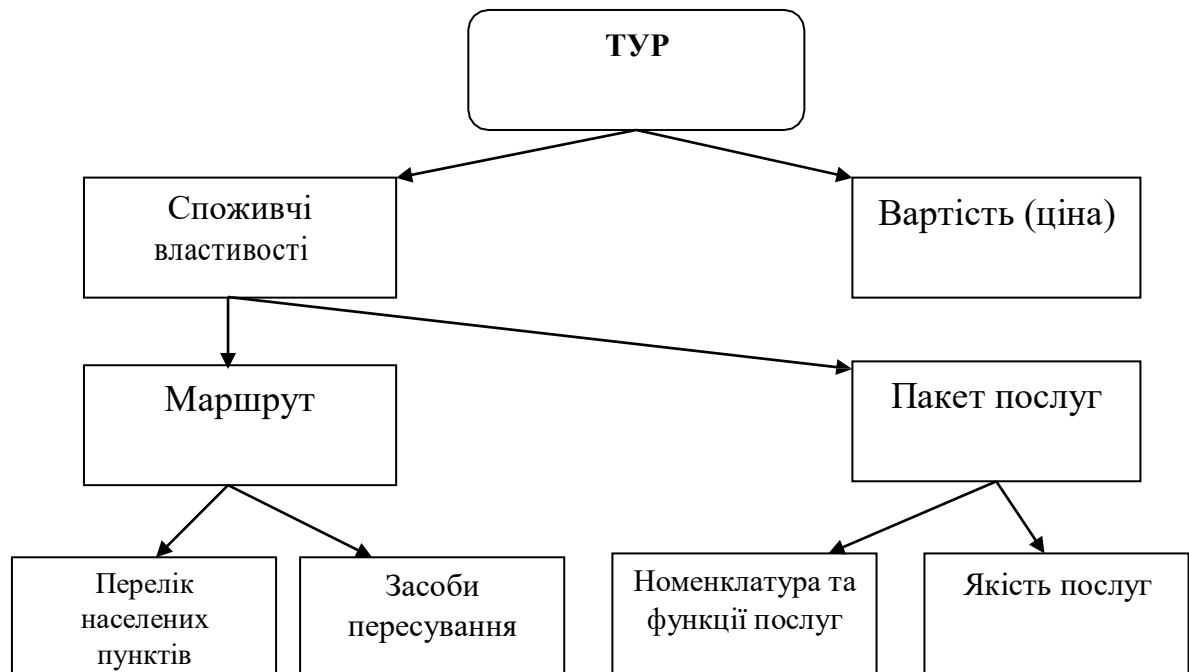 ТУР
Споживчі
властивості
Вартість (ціна)
Маршрут
Пакет послуг
Перелік
населених
пунктів
Засоби
пересування
Номенклатура та
функції послуг
Якість послуг